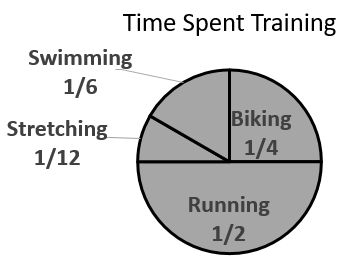 Time Spent Training
Swimming
1/6
Stretching
1/12
Biking
1/4
Running
1/2